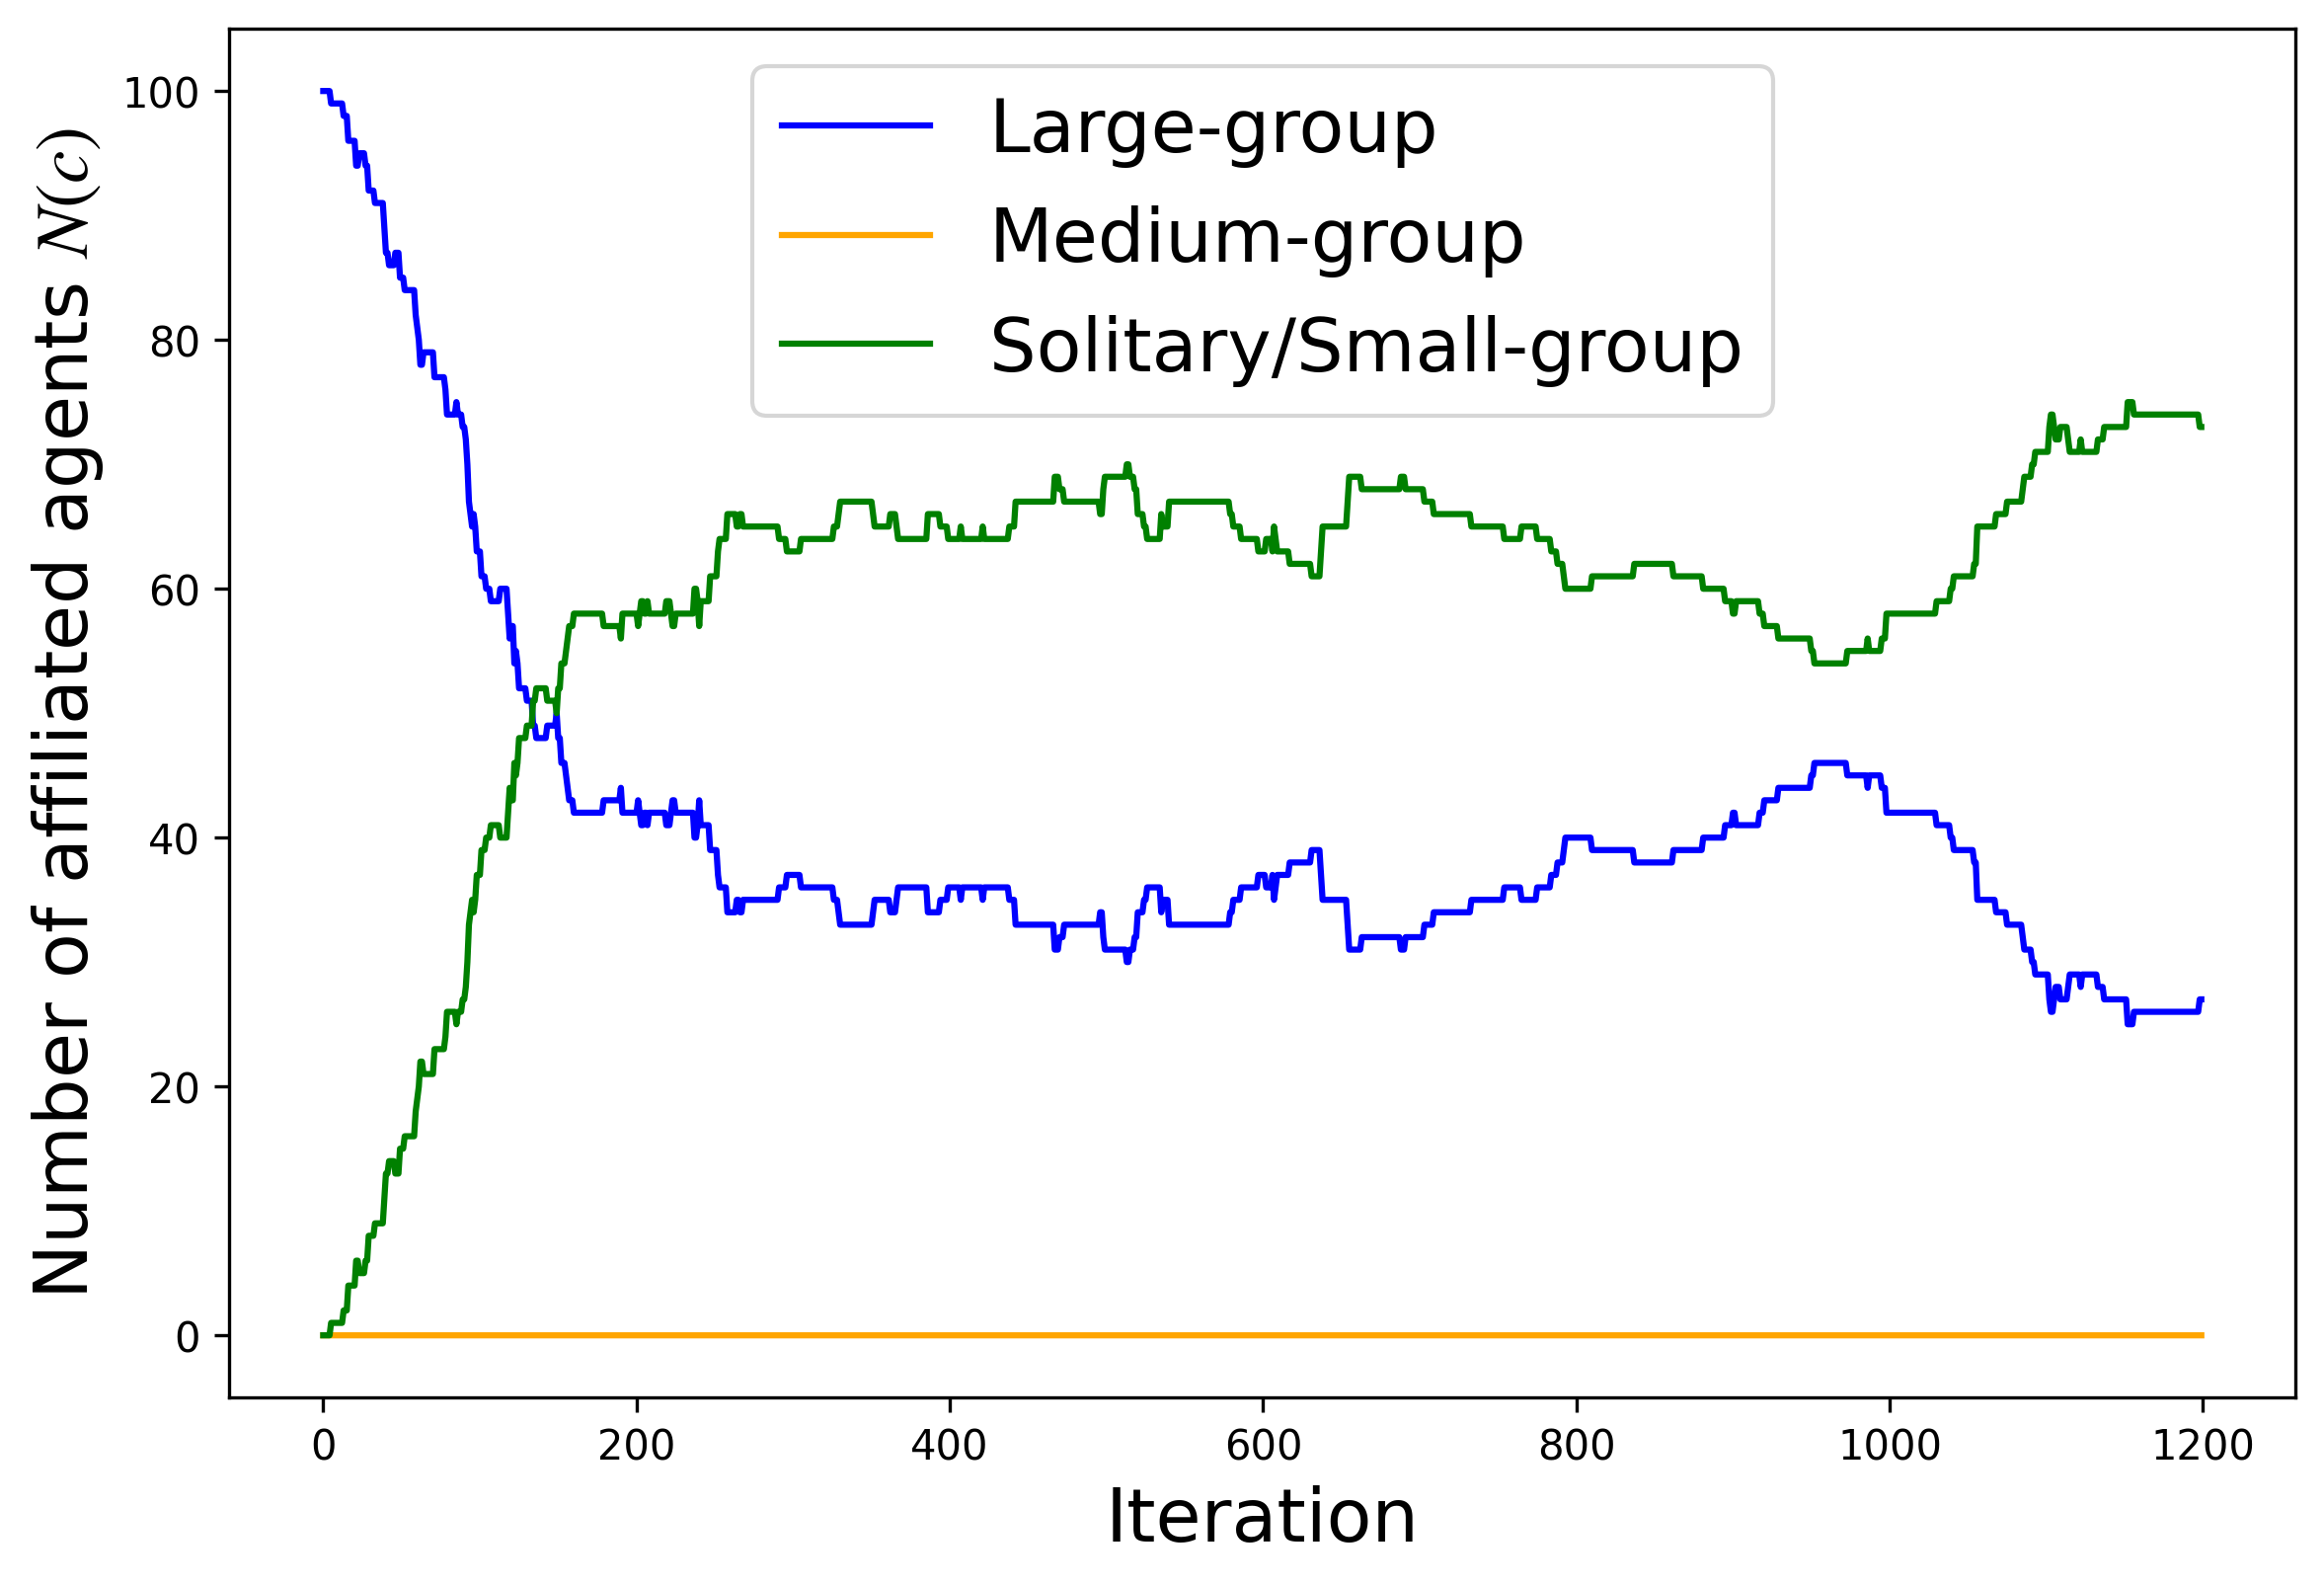 Number of affiliated agents N(c)
100
80
60
40
20
0
Large-group
Medium-group
Solitary/Small-group
0 200 400 600 800 1000 1200
Iteration